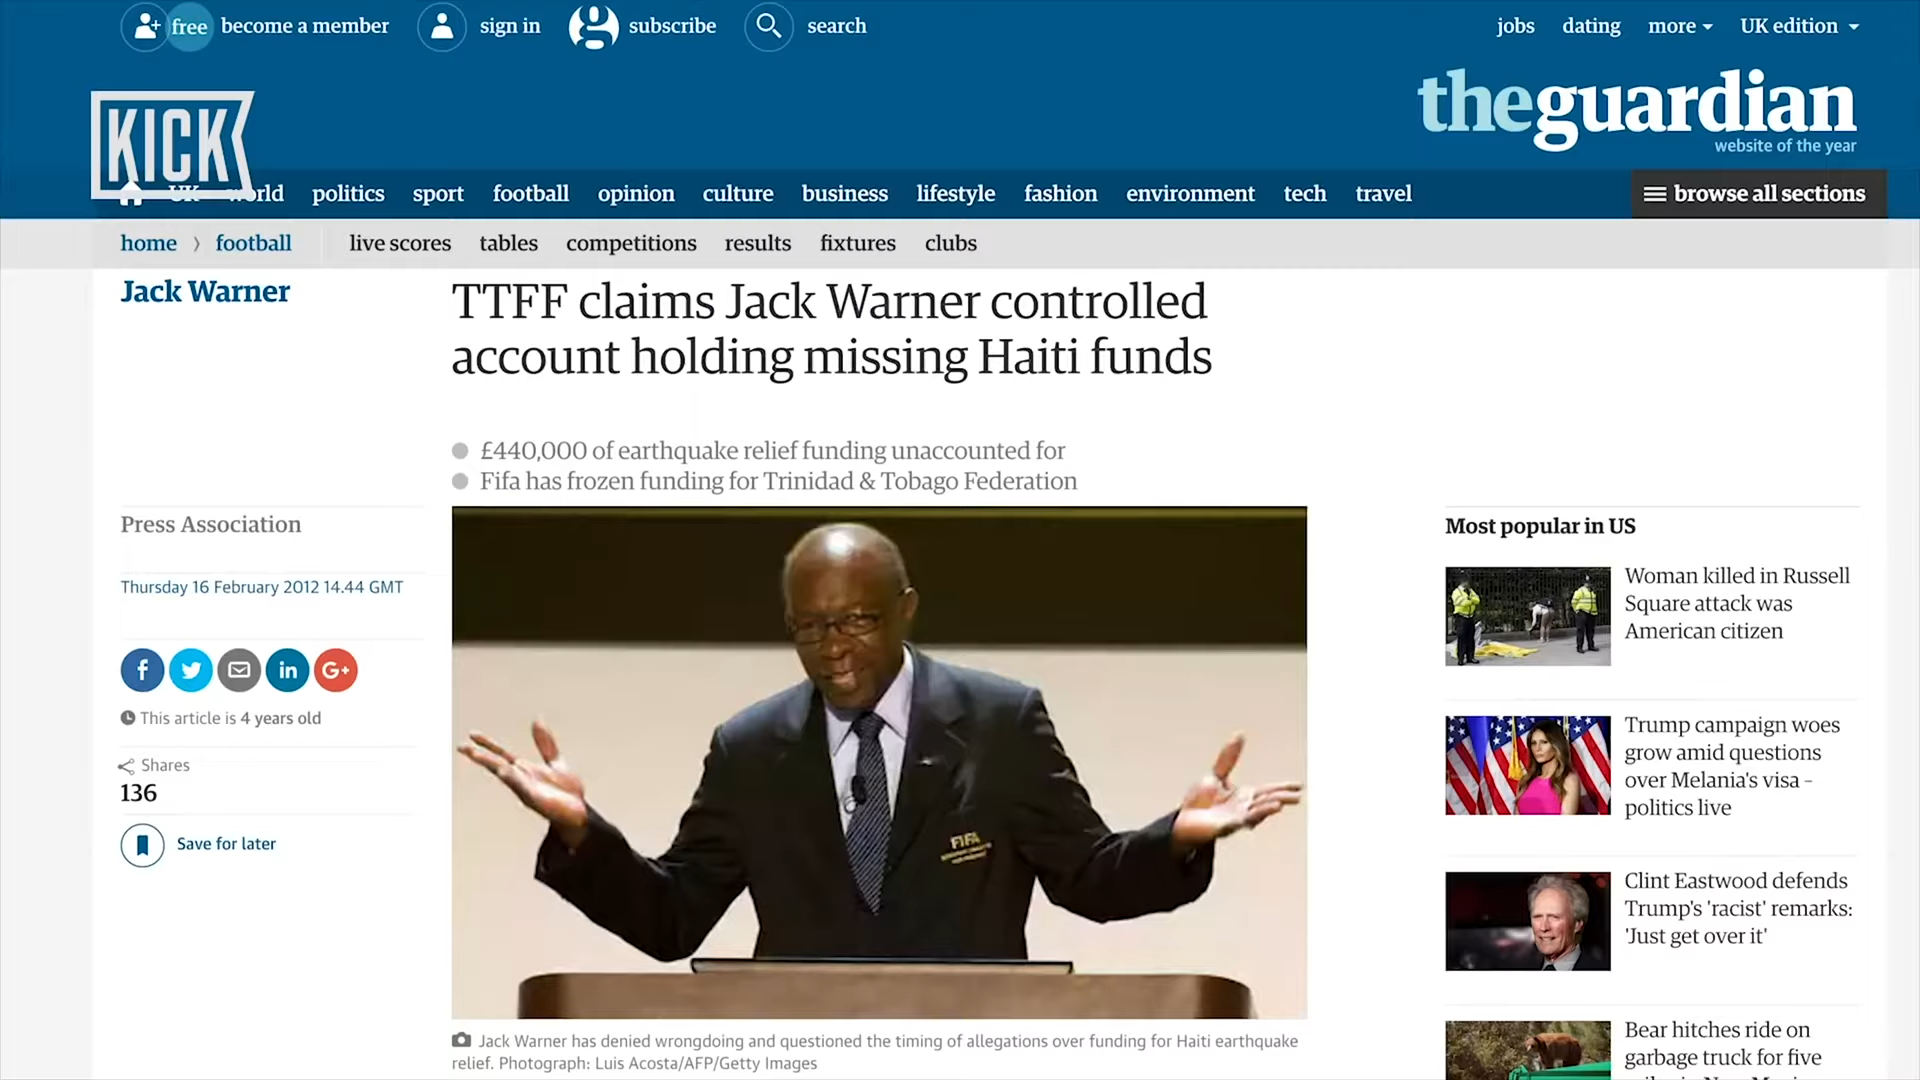 free become a member sign in subscribe search jobs dating more UK edition
theguardian
website of the year
KICK
UK world politics sport football opinion culture business lifestyle fashion environment tech travel browse all sections
home football live scores tables competitions results fixtures clubs
Jack Warner
TTFF claims Jack Warner controlled
account holding missing Haiti funds
£440,000 of earthquake relief funding unaccounted for
Fifa has frozen funding for Trinidad & Tobago Federation
Press Association
Thursday 16 February 2012 14.44 GMT
This article is 4 years old
Shares
136
Save for later
FIFA
Jack Warner has denied wrongdoing and questioned the timing of allegations over funding for Haiti earthquake
relief. Photograph: Luis Acosta/AFP/Getty Images
Most popular in US
Woman killed in Russell
Square attack was
American citizen
Trump campaign woes
grow amid questions
over Melania's visa –
politics live
Clint Eastwood defends
Trump's 'racist' remarks:
'Just get over it'
Bear hitches ride on
garbage truck for five